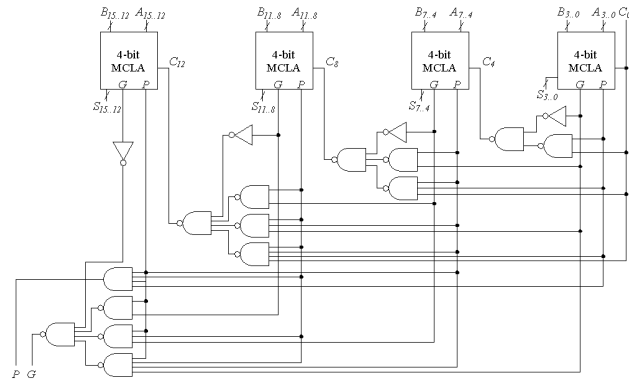 B15..12 A15..12 B11..8 A11..8 B7..4 A7..4 B3..0 A3..0 C0
4-bit MCLA
G P
C12
4-bit MCLA
G P
C8
4-bit MCLA
G P
C4
4-bit MCLA
G P
S15..12 S11..8 S7..4 S3..0
P G